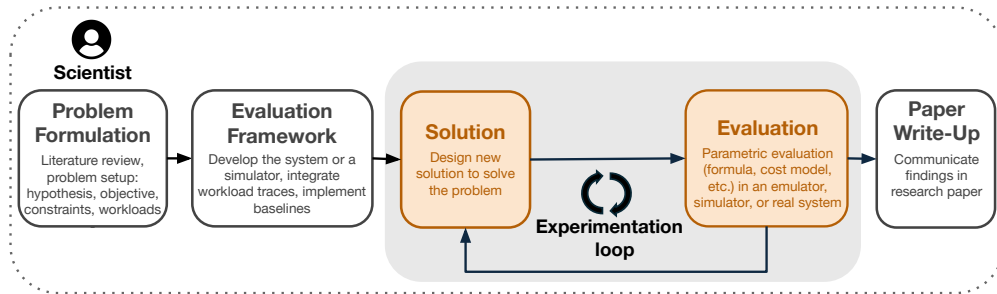 Scientist
Problem
Formulation
Literature review,
problem setup:
hypothesis, objective,
constraints, workloads
Evaluation
Framework
Develop the system or a
simulator, integrate
workload traces, implement
baselines
Solution
Design new
solution to solve
the problem
Experimentation
loop
Evaluation
Parametric evaluation
(formula, cost model,
etc.) in an emulator,
simulator, or real system
Paper
Write-Up
Communicate
findings in
research paper